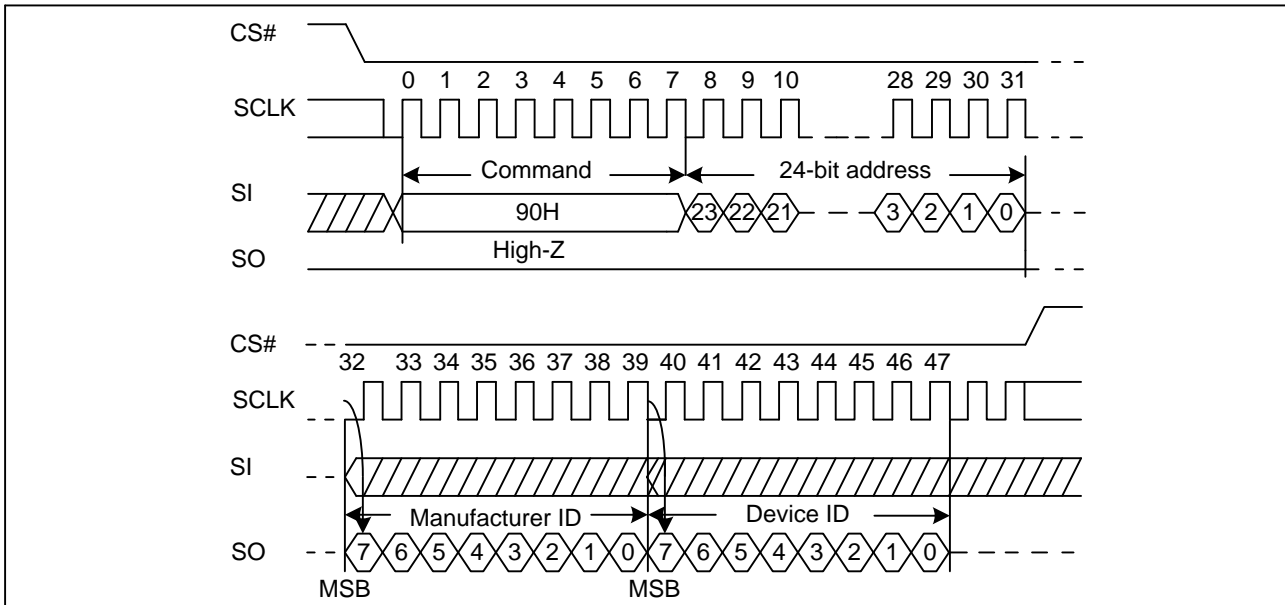 CS#
0 1 2 3 4 5 6 7 8 9 10 28 29 30 31
SCLK
Command 24-bit address
SI
90H 23 22 21 3 2 1 0
High-Z
SO
CS#
32 33 34 35 36 37 38 39 40 41 42 43 44 45 46 47
SCLK
SI
Manufacturer ID Device ID
SO 7 6 5 4 3 2 1 0 7 6 5 4 3 2 1 0
MSB MSB